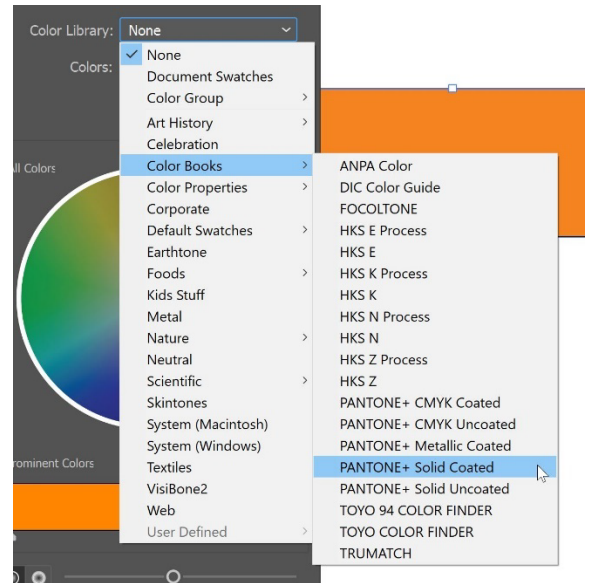 Color Library: None
Colors:
None
Document Swatches
Color Group
Art History
Celebration
Color Books
Color Properties
Corporate
Default Swatches
Earthtone
Foods
Kids Stuff
Metal
Nature
Neutral
Scientific
Skintones
System (Macintosh)
System (Windows)
Textiles
VisiBone2
Web
User Defined
ANPA Color
DIC Color Guide
FOCOLTONE
HKS E Process
HKS E
HKS K Process
HKS K
HKS N Process
HKS N
HKS Z Process
HKS Z
PANTONE+ CMYK Coated
PANTONE+ CMYK Uncoated
PANTONE+ Metallic Coated
PANTONE+ Solid Coated
PANTONE+ Solid Uncoated
TOYO 94 COLOR FINDER
TOYO COLOR FINDER
TRUMATCH
ll Colors
rominent Colors